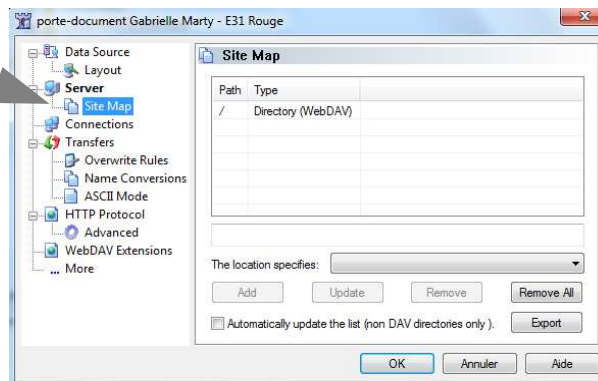 porte-document Gabrielle Marty - E31 Rouge
Data Source
Layout
Server
Site Map
Connections
Transfers
Overwrite Rules
Name Conversions
ASCII Mode
HTTP Protocol
Advanced
WebDAV Extensions
... More
Site Map
Path Type
/ Directory (WebDAV)
The location specifies:
Add Update Remove Remove All
Automatically update the list (non DAV directories only ). Export
OK Annuler Aide